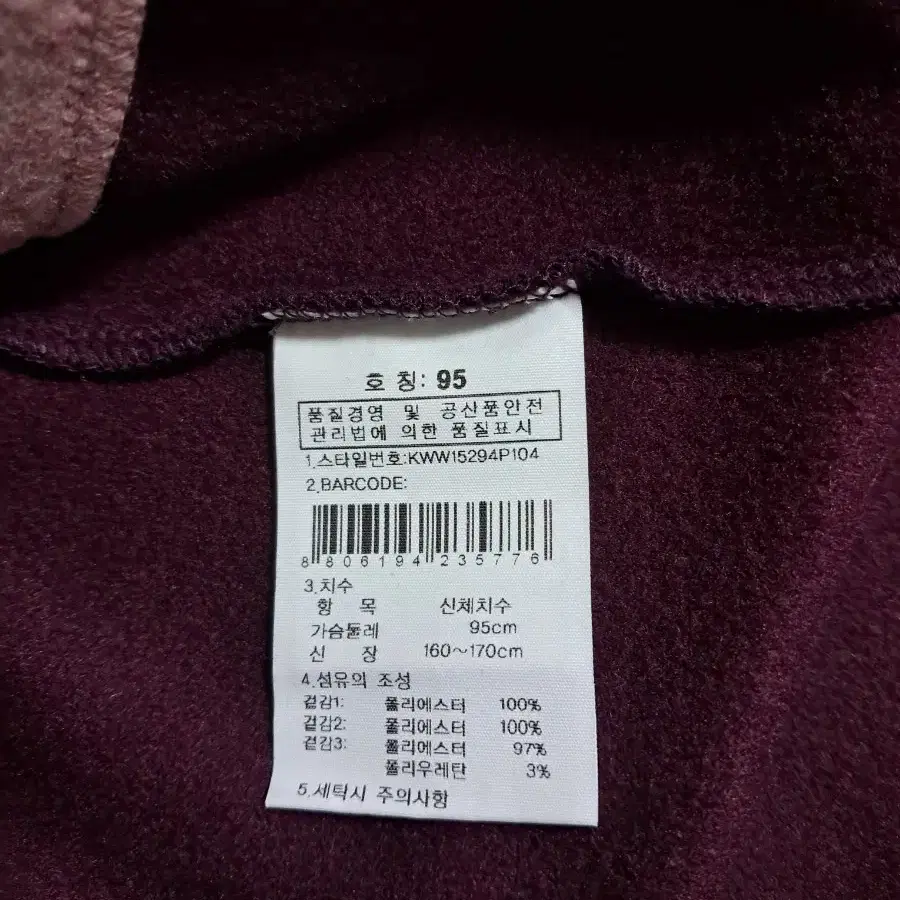 호 칭: 95
품질경영 및 공산품안전
관리법에 의한 품질표시
1.스타일번호:KWW15294P104
2.BARCODE:
8806194235776
3.치수
항 목 신체치수
가슴둘레 95cm
신 장 160~170cm
4.섬유의 조성
겉감1: 폴리에스터 100%
겉감2: 폴리에스터 100%
겉감3: 폴리에스터 97%
폴리우레탄 3%
5.세탁시 주의사항